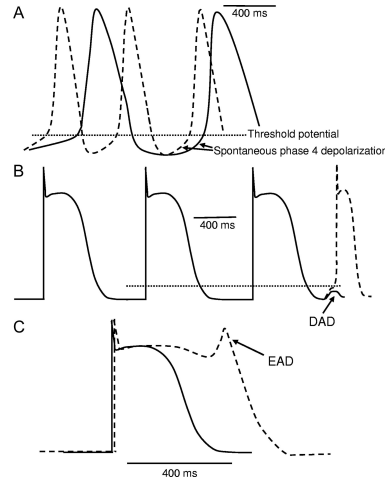 A
400 ms
Threshold potential
Spontaneous phase 4 depolarization
B
400 ms
DAD
C
EAD
400 ms